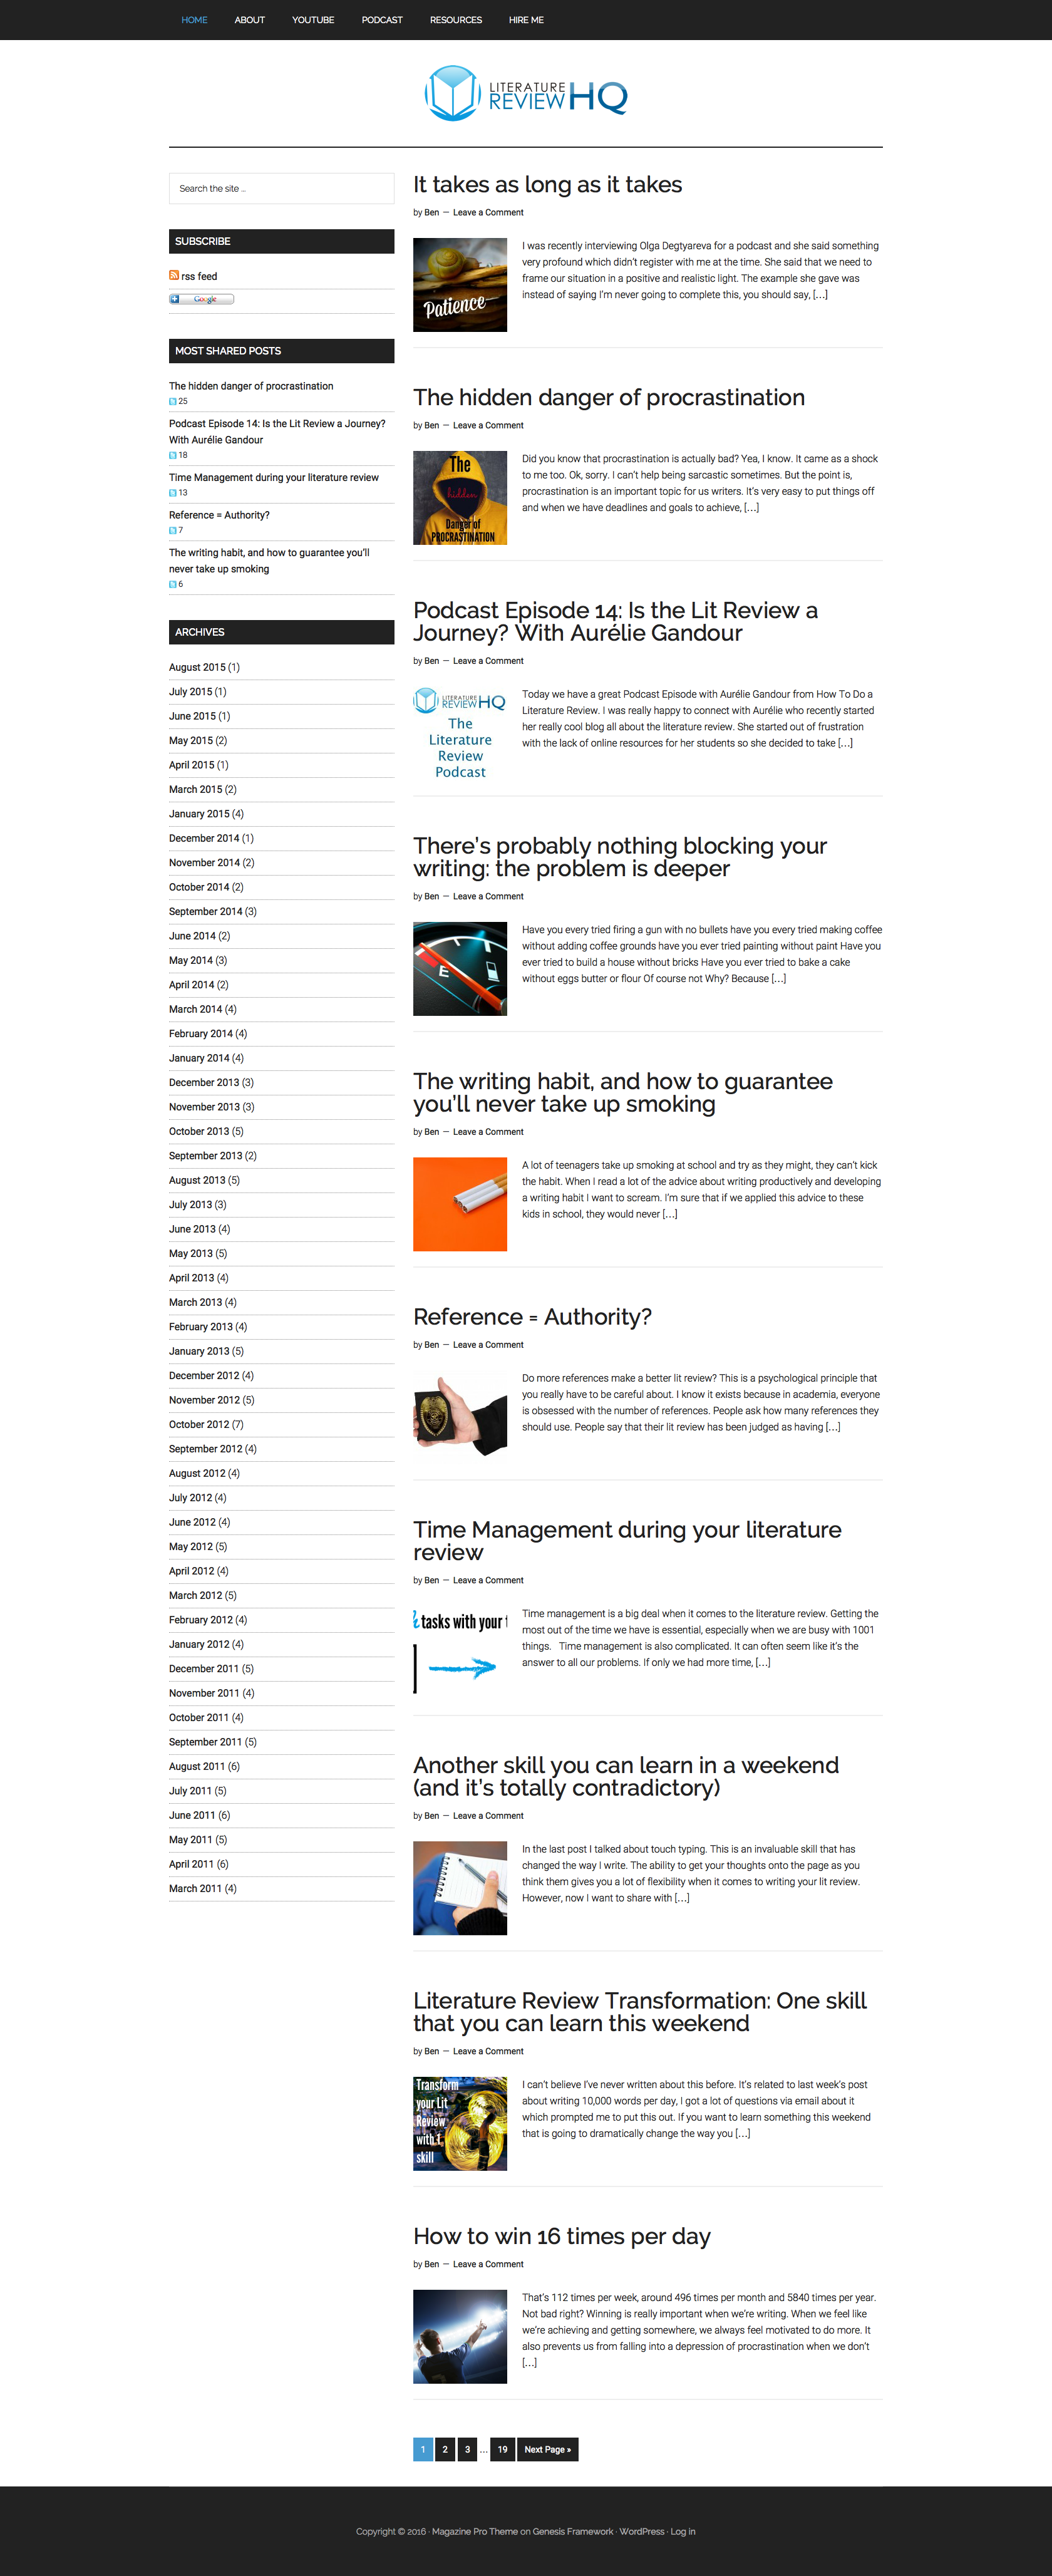 HOME ABOUT YOUTUBE PODCAST RESOURCES HIRE ME
LITERATURE
REVIEW HQ
Search the site ...
SUBSCRIBE
rss feed
Google
MOST SHARED POSTS
The hidden danger of procrastination
25
Podcast Episode 14: Is the Lit Review a Journey?
With Aurélie Gandour
18
Time Management during your literature review
13
Reference = Authority?
7
The writing habit, and how to guarantee you'll
never take up smoking
6
ARCHIVES
August 2015 (1)
July 2015 (1)
June 2015 (1)
May 2015 (2)
April 2015 (1)
March 2015 (2)
January 2015 (4)
December 2014 (1)
November 2014 (2)
October 2014 (2)
September 2014 (3)
June 2014 (2)
May 2014 (3)
April 2014 (2)
March 2014 (4)
February 2014 (4)
January 2014 (4)
December 2013 (3)
November 2013 (3)
October 2013 (5)
September 2013 (2)
August 2013 (5)
July 2013 (3)
June 2013 (4)
May 2013 (5)
April 2013 (4)
March 2013 (4)
February 2013 (4)
January 2013 (5)
December 2012 (4)
November 2012 (5)
October 2012 (7)
September 2012 (4)
August 2012 (4)
July 2012 (4)
June 2012 (4)
May 2012 (5)
April 2012 (4)
March 2012 (5)
February 2012 (4)
January 2012 (4)
December 2011 (5)
November 2011 (4)
October 2011 (4)
September 2011 (5)
August 2011 (6)
July 2011 (5)
June 2011 (6)
May 2011 (5)
April 2011 (6)
March 2011 (4)
It takes as long as it takes
by Ben — Leave a Comment
Patience
I was recently interviewing Olga Degtyareva for a podcast and she said something
very profound which didn't register with me at the time. She said that we need to
frame our situation in a positive and realistic light. The example she gave was
instead of saying I'm never going to complete this, you should say, […]
The hidden danger of procrastination
by Ben — Leave a Comment
The
hidden
Danger of
PROCRASTINATION
Did you know that procrastination is actually bad? Yea, I know. It came as a shock
to me too. Ok, sorry. I can't help being sarcastic sometimes. But the point is,
procrastination is an important topic for us writers. It's very easy to put things off
and when we have deadlines and goals to achieve, […]
Podcast Episode 14: Is the Lit Review a
Journey? With Aurélie Gandour
by Ben — Leave a Comment
LITERATURE
REVIEW HQ
The
Literature
Review
Podcast
Today we have a great Podcast Episode with Aurélie Gandour from How To Do a
Literature Review. I was really happy to connect with Aurélie who recently started
her really cool blog all about the literature review. She started out of frustration
with the lack of online resources for her students so she decided to take […]
There's probably nothing blocking your
writing: the problem is deeper
by Ben — Leave a Comment
E
Have you every tried firing a gun with no bullets have you every tried making coffee
without adding coffee grounds have you ever tried painting without paint Have you
ever tried to build a house without bricks Have you ever tried to bake a cake
without eggs butter or flour Of course not Why? Because […]
The writing habit, and how to guarantee
you'll never take up smoking
by Ben — Leave a Comment
A lot of teenagers take up smoking at school and try as they might, they can't kick
the habit. When I read a lot of the advice about writing productively and developing
a writing habit I want to scream. I'm sure that if we applied this advice to these
kids in school, they would never […]
Reference = Authority?
by Ben — Leave a Comment
Do more references make a better lit review? This is a psychological principle that
you really have to be careful about. I know it exists because in academia, everyone
is obsessed with the number of references. People ask how many references they
should use. People say that their lit review has been judged as having […]
Time Management during your literature
review
by Ben — Leave a Comment
tasks with your
Time management is a big deal when it comes to the literature review. Getting the
most out of the time we have is essential, especially when we are busy with 1001
things. Time management is also complicated. It can often seem like it's the
answer to all our problems. If only we had more time, […]
Another skill you can learn in a weekend
(and it's totally contradictory)
by Ben — Leave a Comment
In the last post I talked about touch typing. This is an invaluable skill that has
changed the way I write. The ability to get your thoughts onto the page as you
think them gives you a lot of flexibility when it comes to writing your lit review.
However, now I want to share with […]
Literature Review Transformation: One skill
that you can learn this weekend
by Ben — Leave a Comment
Transform
your Lit
Review
with 1
skill
I can't believe I've never written about this before. It's related to last week's post
about writing 10,000 words per day, I got a lot of questions via email about it
which prompted me to put this out. If you want to learn something this weekend
that is going to dramatically change the way you […]
How to win 16 times per day
by Ben — Leave a Comment
That's 112 times per week, around 496 times per month and 5840 times per year.
Not bad right? Winning is really important when we're writing. When we feel like
we're achieving and getting somewhere, we always feel motivated to do more. It
also prevents us from falling into a depression of procrastination when we don't
[…]
1 2 3 … 19 Next Page »
Copyright © 2016 · Magazine Pro Theme on Genesis Framework · WordPress · Log in